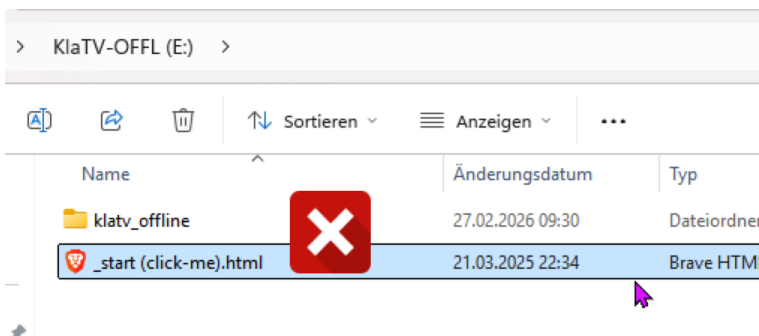 KlaTV-OFFL (E:)
Sortieren Anzeigen ...
Name Änderungsdatum Typ
klatv_offline 27.02.2026 09:30 Dateiordner
_start (click-me).html 21.03.2025 22:34 Brave HTM